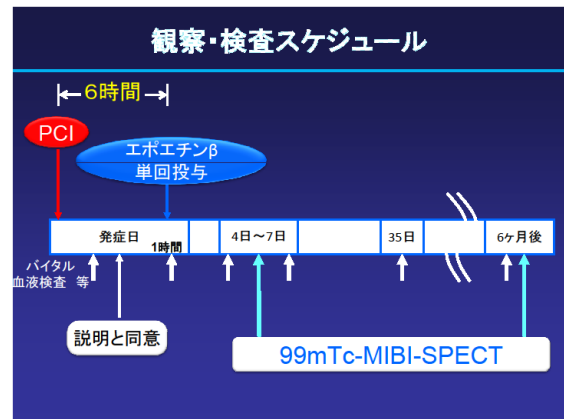 観察・検査スケジュール
6時間
PCI
エポエチンβ
単回投与
発症日
1時間
4日～7日
35日
6ヶ月後
バイタル
血液検査 等
説明と同意
99mTc-MIBI-SPECT